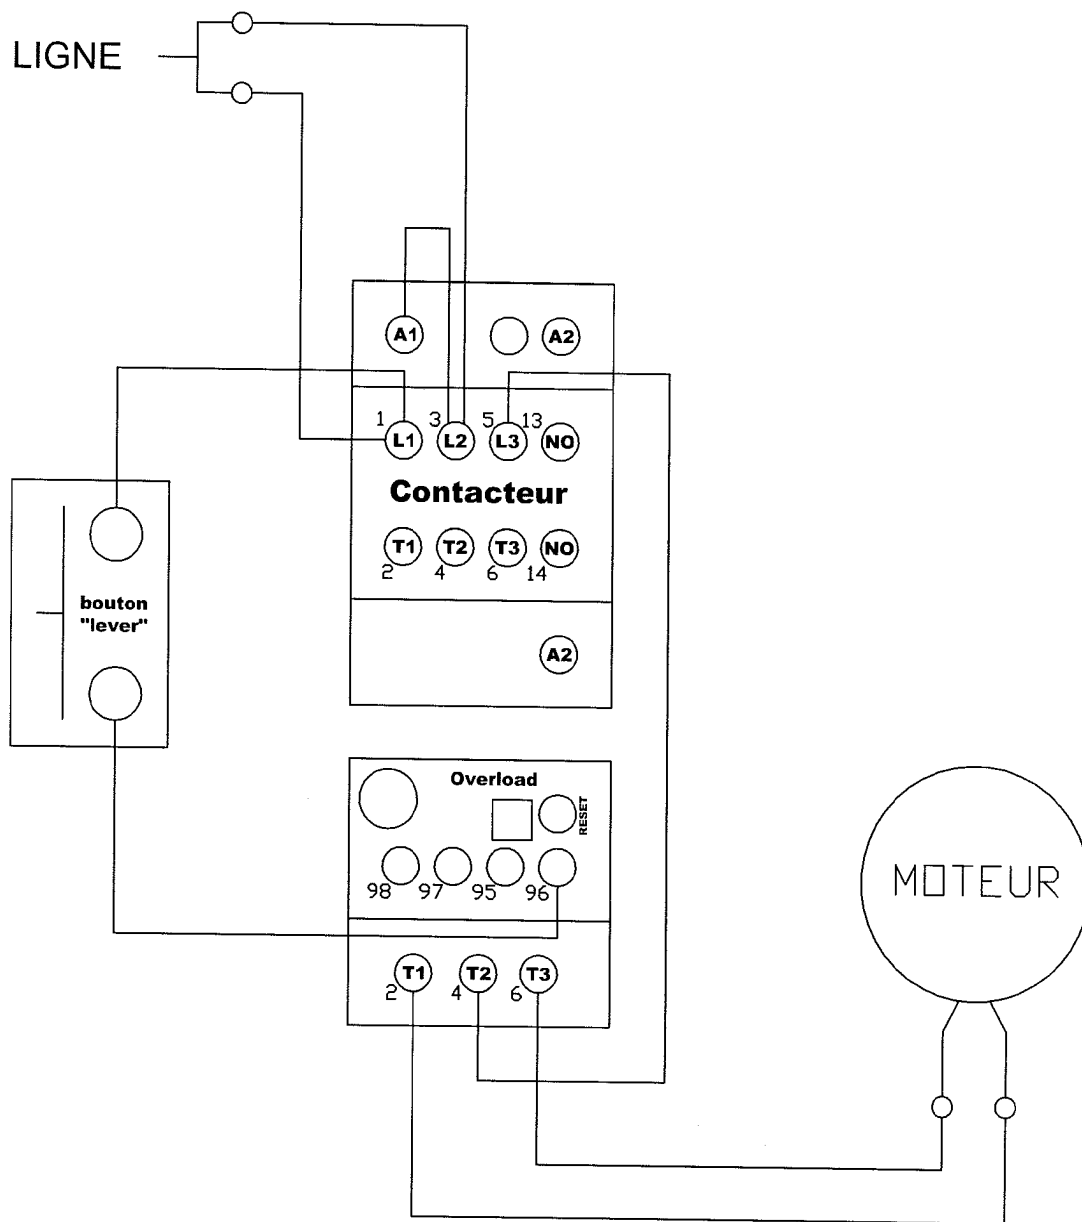 LIGNE
A1 A2
1 3 5 13
L1 L2 L3 NO
Contacteur
T1 T2 T3 NO
2 4 6 14
bouton
"lever"
A2
Overload
RESET
98 97 95 96
T1 T2 T3
2 4 6
MOTEUR